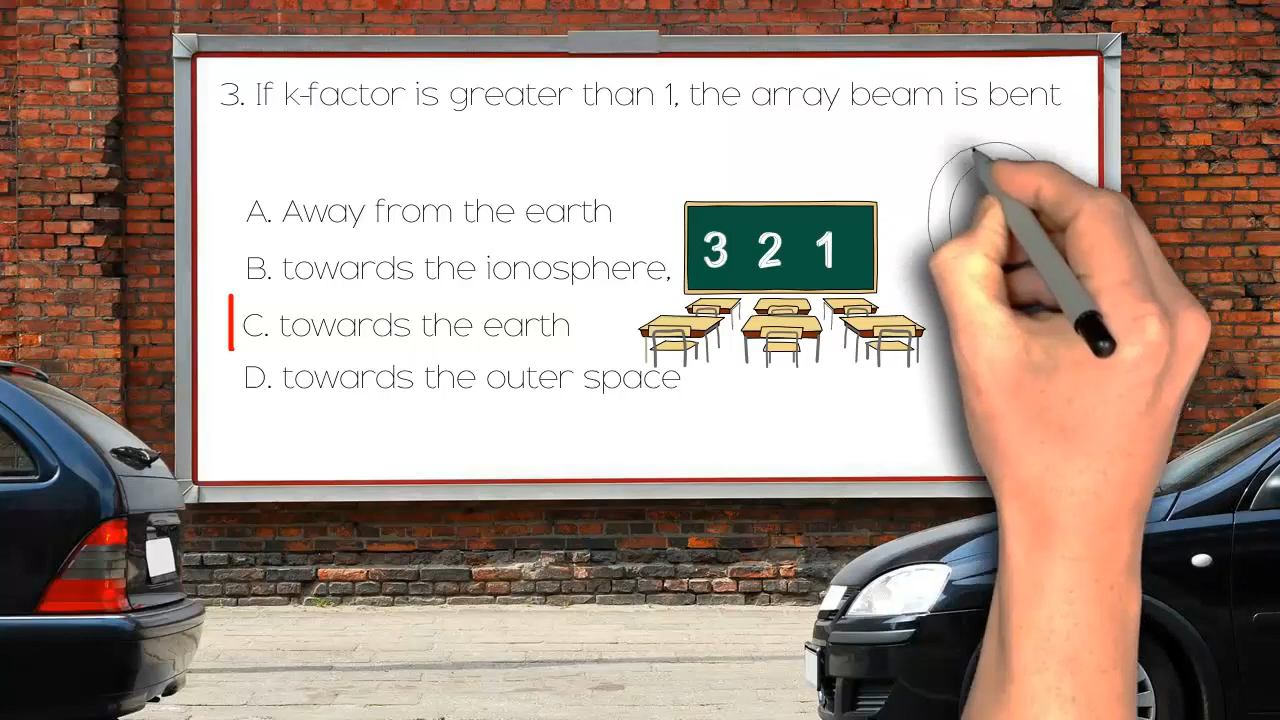 3. If k-factor is greater than 1, the array beam is bent
A. Away from the earth
B. towards the ionosphere,
C. towards the earth
D. towards the outer space
3 2 1